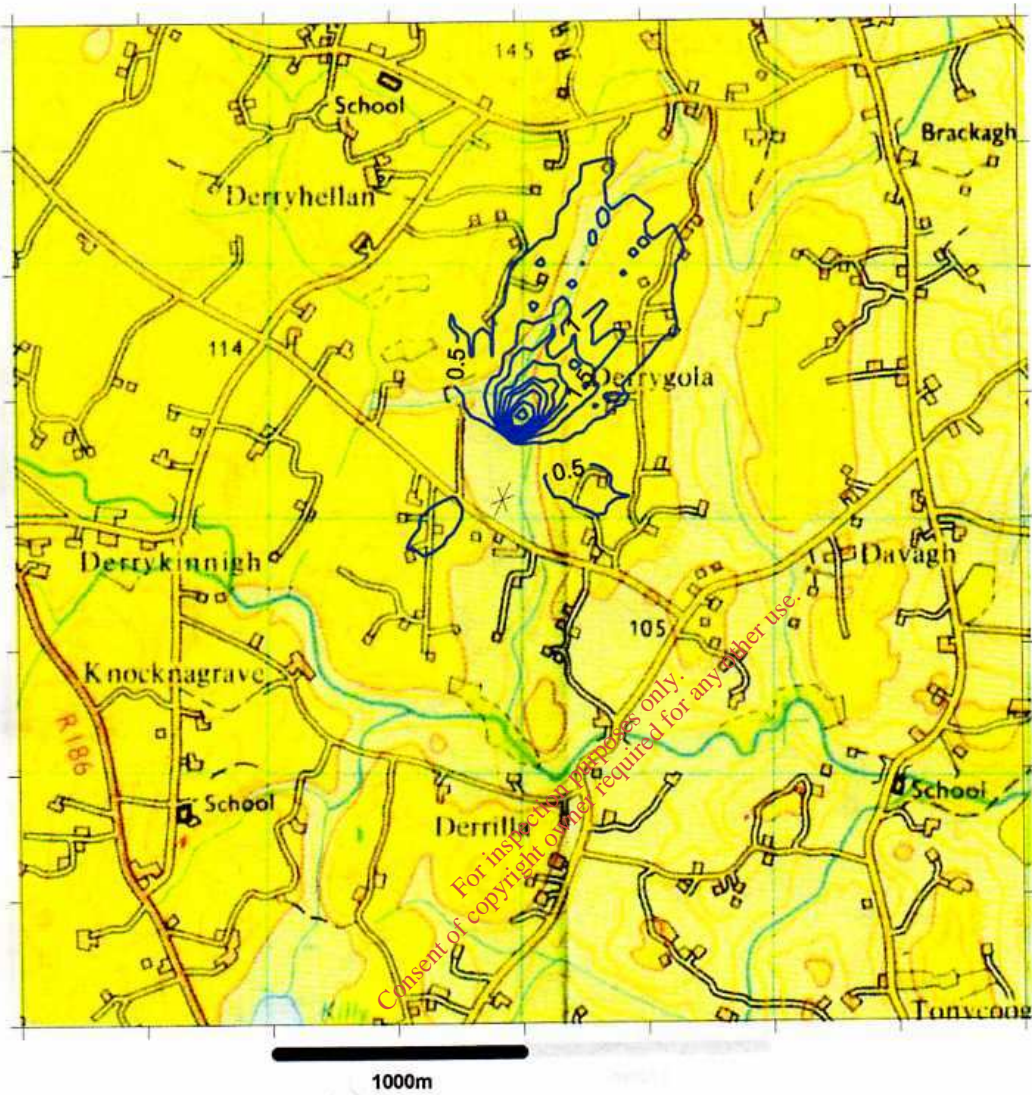 145
School
Brackagh
Derryhellan
114
0.5
Derrygola
0.5
Derrykinnigh
Davagh
105
Knocknagrave
R186
School
School
Derrilla
For inspection purposes only.
Consent of copyright owner required for any other use.
Tonycoog
1000m